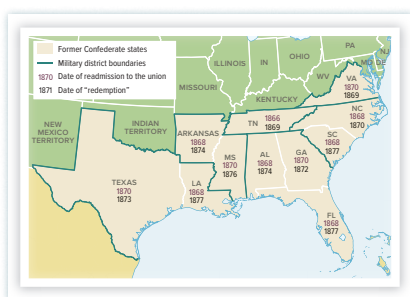 Former Confederate states
Military district boundaries
1870 Date of readmission to the union
1871 Date of “redemption”
PA
NJ
OHIO
ILLINOIS
IN
MD
DE
WV
VA
1870
1869
MISSOURI
KENTUCKY
NC
1868
1870
TN
1866
1869
NEW
MEXICO
TERRITORY
INDIAN
TERRITORY
ARKANSAS
1868
1874
SC
1868
1877
MS
1870
1876
AL
1868
1874
GA
1870
1872
TEXAS
1870
1873
LA
1868
1877
FL
1868
1877